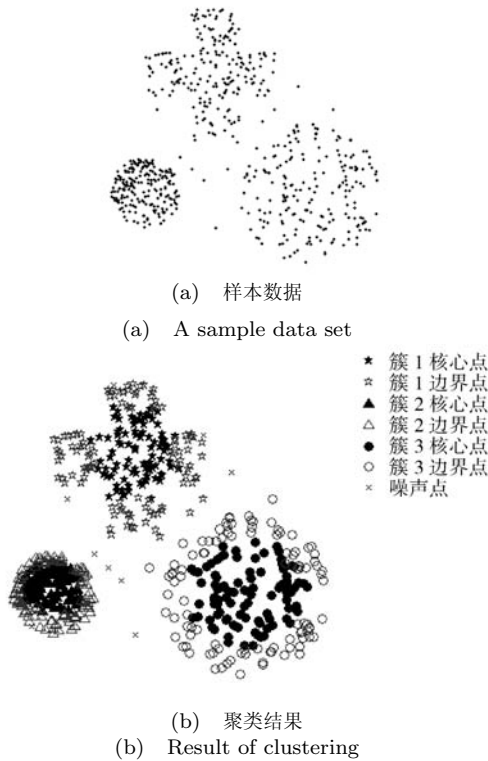 (a) 样本数据
(a) A sample data set
★ 簇 1 核心点
☆ 簇 1 边界点
▲ 簇 2 核心点
△ 簇 2 边界点
● 簇 3 核心点
○ 簇 3 边界点
× 噪声点
(b) 聚类结果
(b) Result of clustering